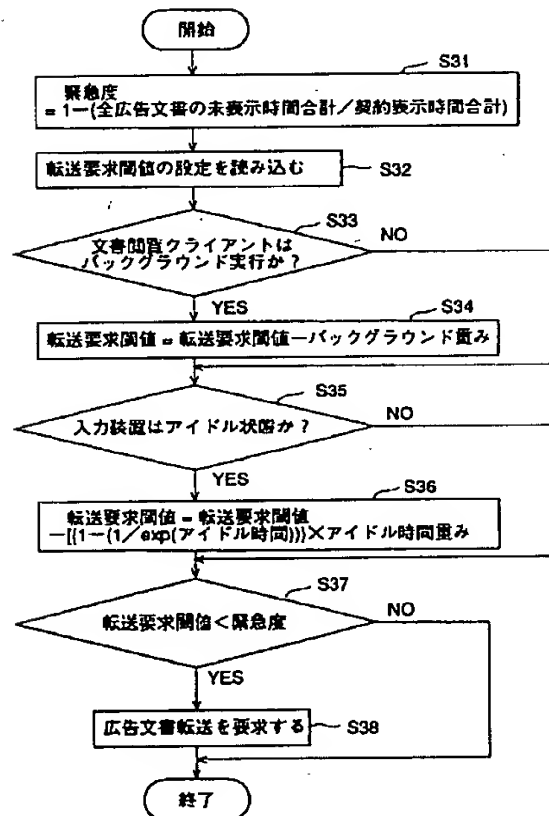 開始
S31
緊急度
= 1ー(全広告文書の未表示時間合計／契約表示時間合計)
転送要求閾値の設定を読み込む
S32
S33
文書閲覧クライアントは
バックグラウンド実行か？
NO
YES
S34
転送要求閾値 = 転送要求閾値ーバックグラウンド重み
S35
入力装置はアイドル状態か？
NO
YES
S36
転送要求閾値 = 転送要求閾値
ー[{1ー(1／exp(アイドル時間))}×アイドル時間重み
S37
転送要求閾値＜緊急度
NO
YES
広告文書転送を要求する
S38
終了